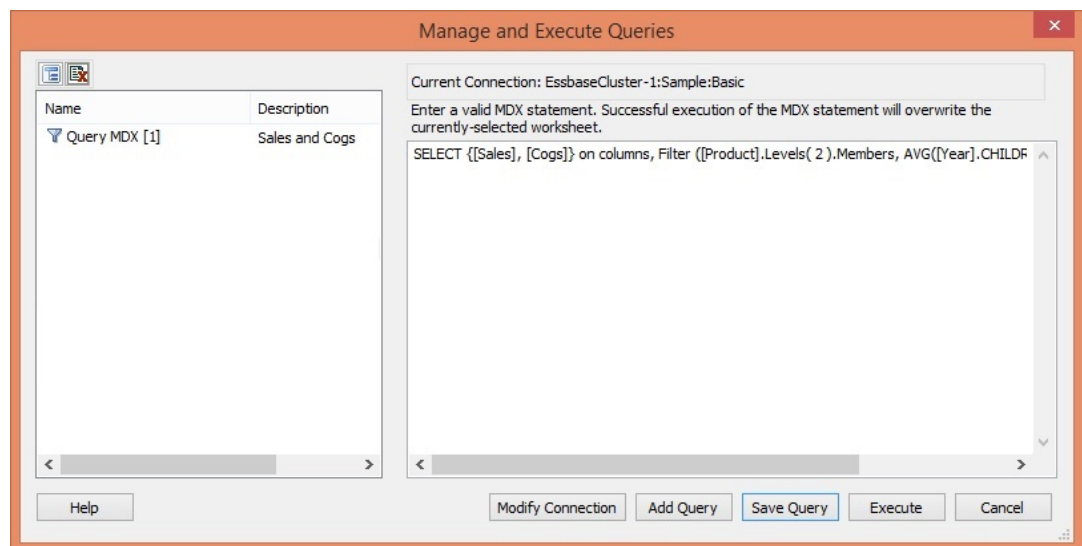 Manage and Execute Queries
Current Connection: EssbaseCluster-1:Sample:Basic
Name Description
Query MDX [1] Sales and Cogs
Enter a valid MDX statement. Successful execution of the MDX statement will overwrite the
currently-selected worksheet.
SELECT {[Sales], [Cogs]} on columns, Filter ([Product].Levels( 2 ).Members, AVG([Year].CHILDR
Help Modify Connection Add Query Save Query Execute Cancel